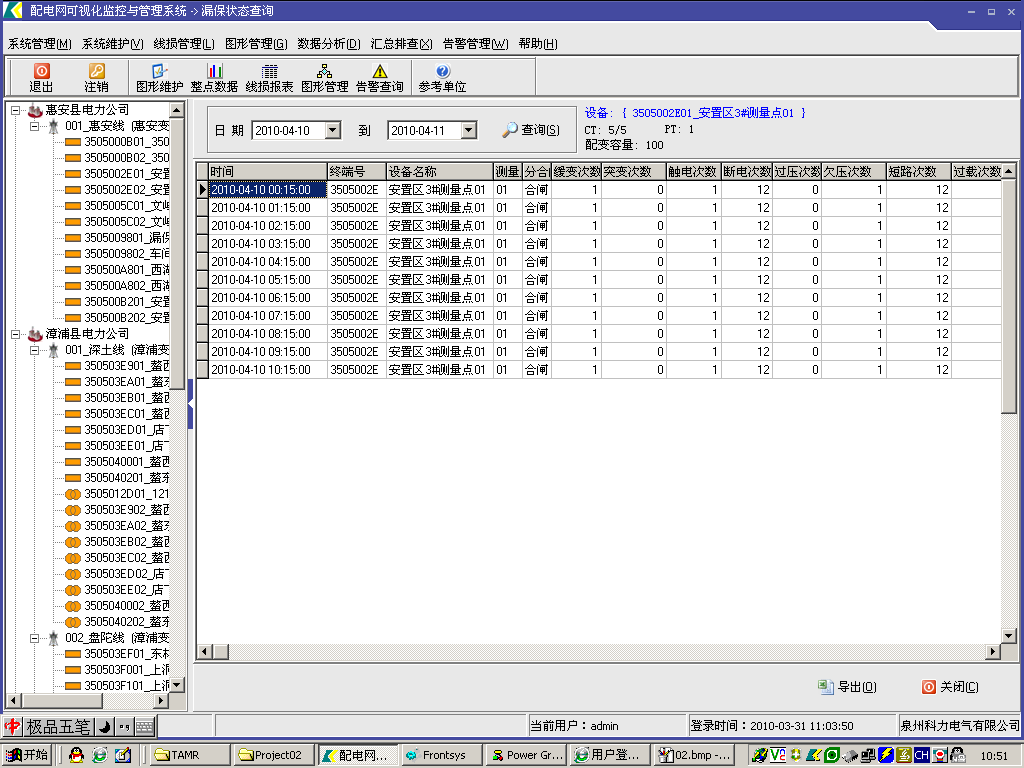 配电网可视化监控与管理系统 -> 漏保状态查询
系统管理(M) 系统维护(V) 线损管理(L) 图形管理(G) 数据分析(D) 汇总排查(X) 告警管理(W) 帮助(H)
退出 注销 图形维护 整点数据 线损报表 图形管理 告警查询 参考单位
惠安县电力公司
001_惠安线 (惠安变
3505000B01_350
3505000B02_350
3505002E01_安置
3505002E02_安置
3505005C01_文峰
3505005C02_文峰
3505009801_漏保
3505009802_车间
350500A801_西湖
350500A802_西湖
350500B201_安置
350500B202_安置
漳浦县电力公司
001_深土线 (漳浦变
350503E901_螯西
350503EA01_螯东
350503EB01_螯西
350503EC01_螯西
350503ED01_店下
350503EE01_店下
3505040001_螯西
3505040201_螯东
3505012D01_121
350503E902_螯西
350503EA02_螯东
350503EB02_螯西
350503EC02_螯西
350503ED02_店下
350503EE02_店下
3505040002_螯西
3505040202_螯东
002_盘陀线 (漳浦变
350503EF01_东林
350503F001_上洞
350503F101_上洞
日 期 2010-04-10 到 2010-04-11 查询(S)
设备: { 3505002E01_安置区3#测量点01 }
CT: 5/5 PT: 1
配变容量: 100
时间 终端号 设备名称 测量 分合 缓变次数 突变次数 触电次数 断电次数 过压次数 欠压次数 短路次数 过载次数
2010-04-10 00:15:00 3505002E 安置区3#测量点01 01 合闸 1 0 1 12 0 1 12
2010-04-10 01:15:00 3505002E 安置区3#测量点01 01 合闸 1 0 1 12 0 1 12
2010-04-10 02:15:00 3505002E 安置区3#测量点01 01 合闸 1 0 1 12 0 1 12
2010-04-10 03:15:00 3505002E 安置区3#测量点01 01 合闸 1 0 1 12 0 1 12
2010-04-10 04:15:00 3505002E 安置区3#测量点01 01 合闸 1 0 1 12 0 1 12
2010-04-10 05:15:00 3505002E 安置区3#测量点01 01 合闸 1 0 1 12 0 1 12
2010-04-10 06:15:00 3505002E 安置区3#测量点01 01 合闸 1 0 1 12 0 1 12
2010-04-10 07:15:00 3505002E 安置区3#测量点01 01 合闸 1 0 1 12 0 1 12
2010-04-10 08:15:00 3505002E 安置区3#测量点01 01 合闸 1 0 1 12 0 1 12
2010-04-10 09:15:00 3505002E 安置区3#测量点01 01 合闸 1 0 1 12 0 1 12
2010-04-10 10:15:00 3505002E 安置区3#测量点01 01 合闸 1 0 1 12 0 1 12
导出(O) 关闭(C)
中 极品五笔 当前用户：admin 登录时间：2010-03-31 11:03:50 泉州科力电气有限公司
开始 TAMR Project02 配电网... Frontsys Power Gr... 用户登... 02.bmp -... V2 CH 10:51